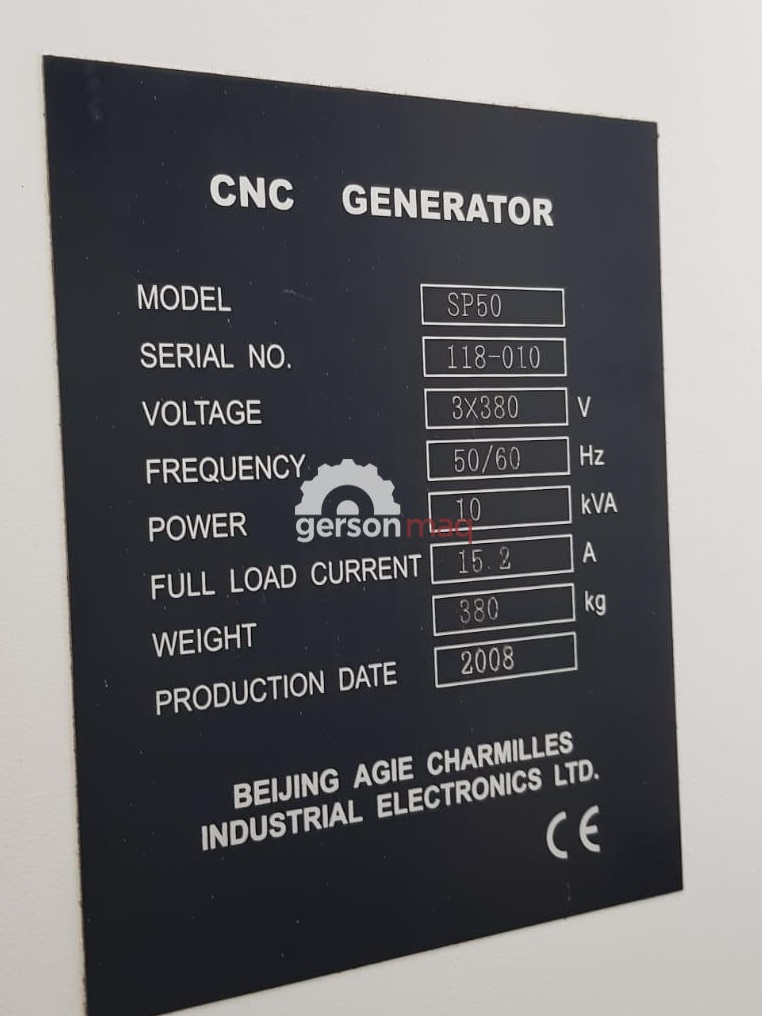 CNC GENERATOR
MODEL SP50
SERIAL NO. 118-010
VOLTAGE 3X380 V
FREQUENCY 50/60 Hz
POWER 10 kVA
gersonmaq
FULL LOAD CURRENT 15.2 A
WEIGHT 380 kg
PRODUCTION DATE 2008
BEIJING AGIE CHARMILLES
INDUSTRIAL ELECTRONICS LTD.
CE